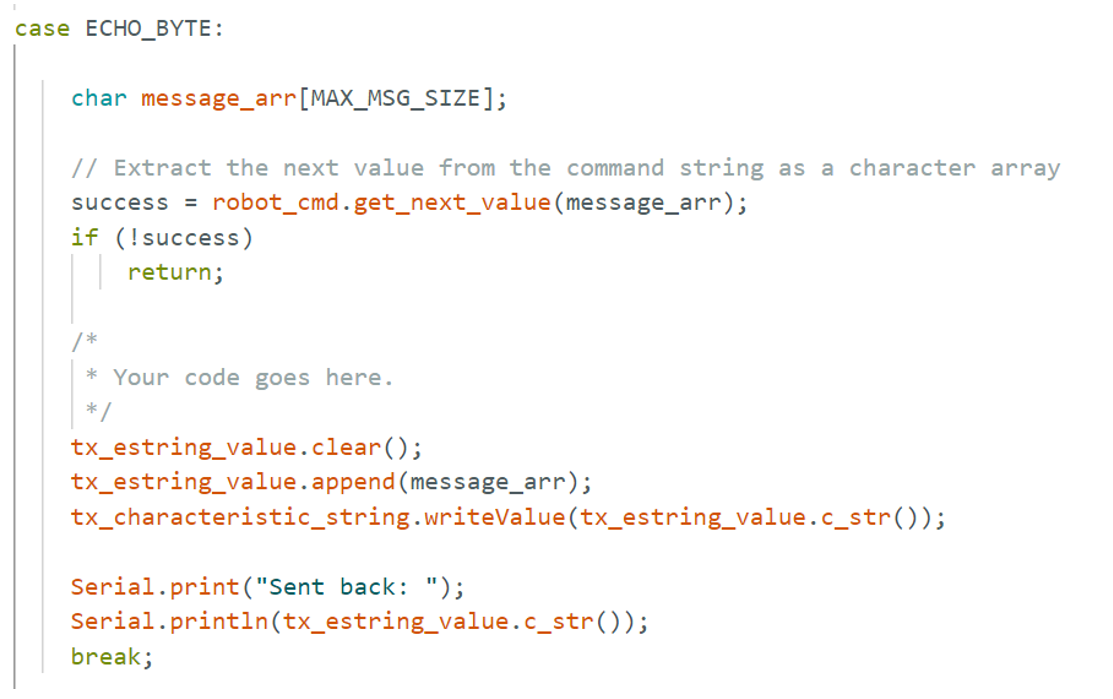 case ECHO_BYTE:
char message_arr[MAX_MSG_SIZE];
// Extract the next value from the command string as a character array
success = robot_cmd.get_next_value(message_arr);
if (!success)
return;
/*
* Your code goes here.
*/
tx_estring_value.clear();
tx_estring_value.append(message_arr);
tx_characteristic_string.writeValue(tx_estring_value.c_str());
Serial.print("Sent back: ");
Serial.println(tx_estring_value.c_str());
break;